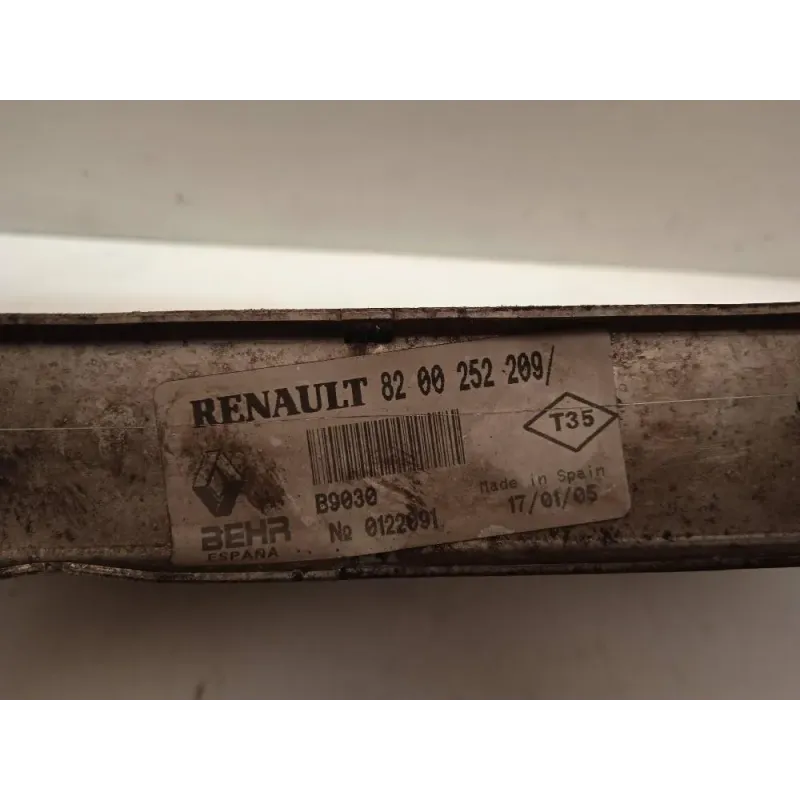 RENAULT 82 00 252 209/
T35
B9030
Made in Spain
Nº 0122091
17/01/05
BEHR
ESPAÑA